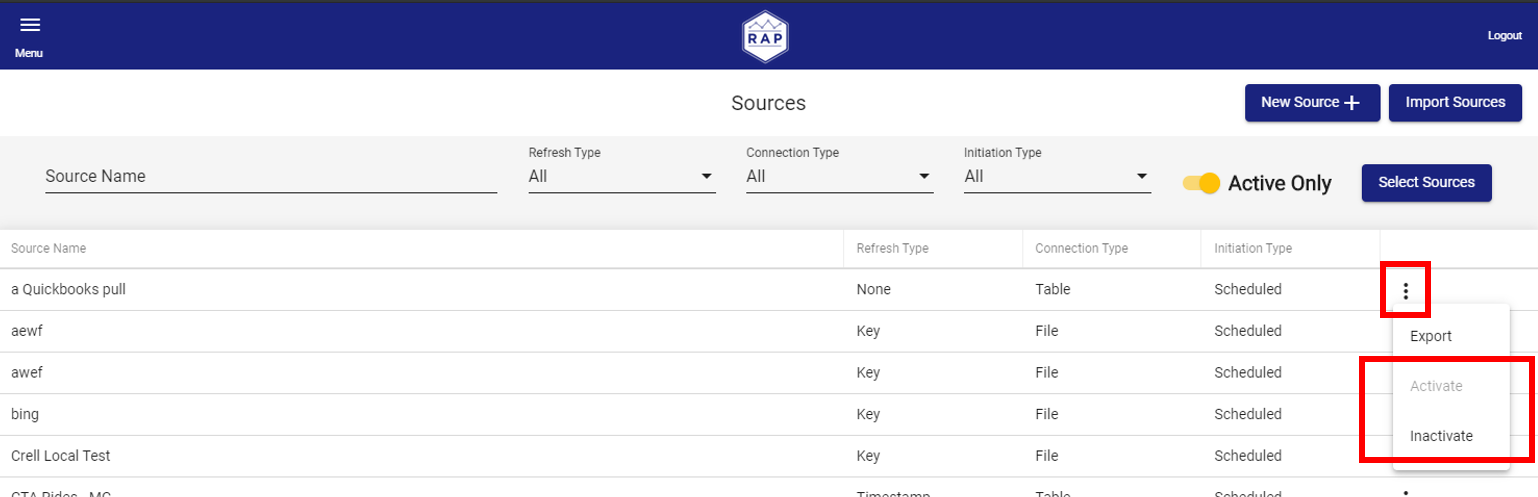 Menu
RAP
Logout
Sources
New Source +
Import Sources
Source Name
Refresh Type
All
Connection Type
All
Initiation Type
All
Active Only
Select Sources
Source Name Refresh Type Connection Type Initiation Type
a Quickbooks pull None Table Scheduled
Export
aewf Key File Scheduled
awef Key File Scheduled
Activate
bing Key File Scheduled
Inactivate
Crell Local Test Key File Scheduled
CTA Rides - MC Timestamp Table Scheduled